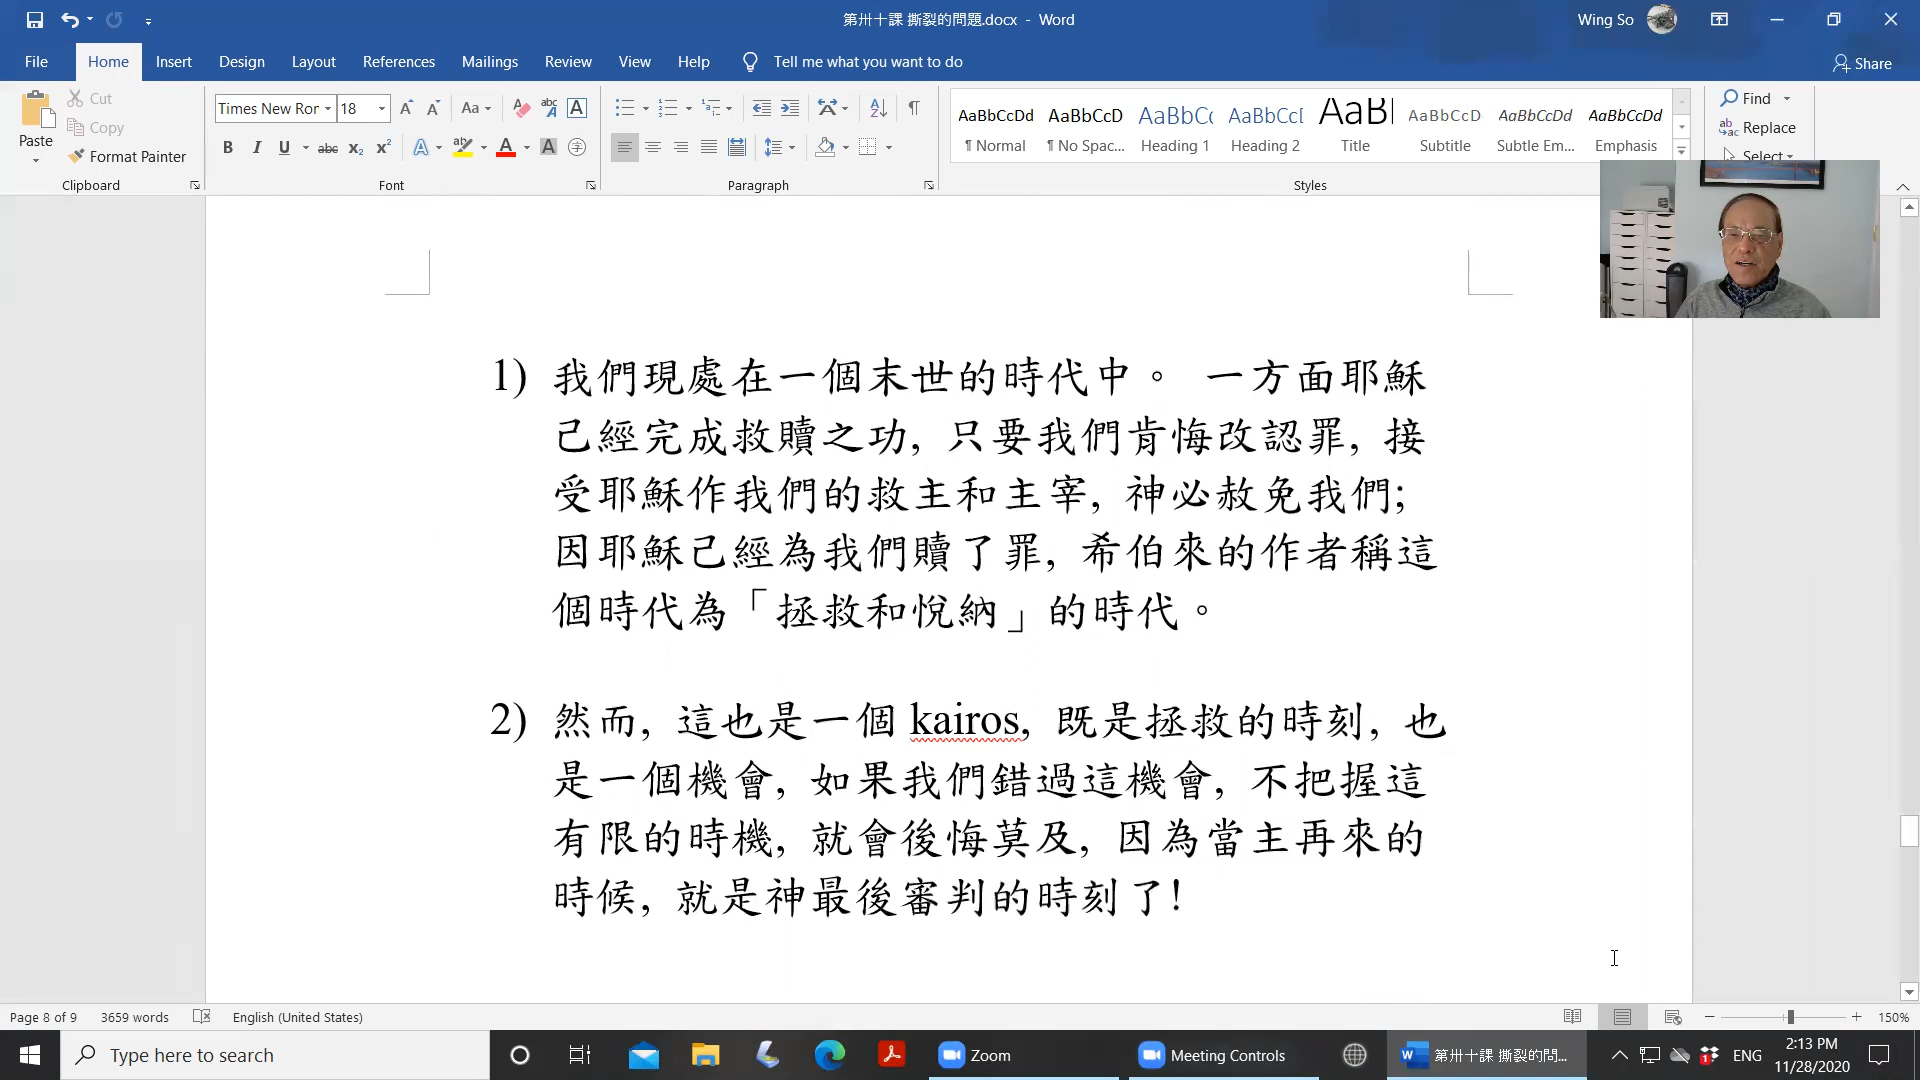 第卅十課 撕裂的問題.docx - Word
Wing So
File Home Insert Design Layout References Mailings Review View Help Tell me what you want to do Share
Paste Cut Copy Format Painter Clipboard
Times New Ror 18 Aa Font
Paragraph
AaBbCcDd AaBbCcD AaBbCc AaBbCcD AaB AaBbCcD AaBbCcDd AaBbCcDd
¶ Normal ¶ No Spac... Heading 1 Heading 2 Title Subtitle Subtle Em... Emphasis
Styles
Find
Replace
Select
1) 我們現處在一個末世的時代中。 一方面耶穌
己經完成救贖之功, 只要我們肯悔改認罪, 接
受耶穌作我們的救主和主宰, 神必赦免我們;
因耶穌己經為我們贖了罪, 希伯來的作者稱這
個時代為「拯救和悅納」的時代。
2) 然而, 這也是一個 kairos, 既是拯救的時刻, 也
是一個機會, 如果我們錯過這機會, 不把握這
有限的時機, 就會後悔莫及, 因為當主再來的
時候, 就是神最後審判的時刻了!
Page 8 of 9 3659 words English (United States) 150%
Type here to search Zoom Meeting Controls 第卅十課 撕裂的問... ENG 2:13 PM
11/28/2020